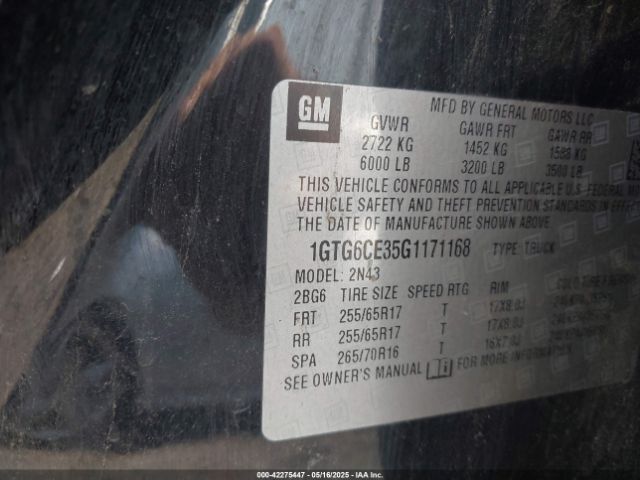 GM
MFD BY GENERAL MOTORS LLC
GVWR GAWR FRT GAWR RR
2722 KG 1452 KG 1588 KG
6000 LB 3200 LB 3500 LB
THIS VEHICLE CONFORMS TO ALL APPLICABLE U.S. FEDERAL
VEHICLE SAFETY AND THEFT PREVENTION STANDARDS IN EFFECT
THE DATE OF MANUFACTURE SHOWN ABOVE.
1GTG6CE35G1171168 TYPE: TRUCK
MODEL: 2N43
2BG6 TIRE SIZE SPEED RTG RIM COLD TIRE
FRT 255/65R17 T 17X8.0J
RR 255/65R17 T 17X8.0J
SPA 265/70R16 T 16X7.0J
SEE OWNER'S MANUAL FOR MORE INFORMATION
000-42275447 05/16/2025 IAA Inc.